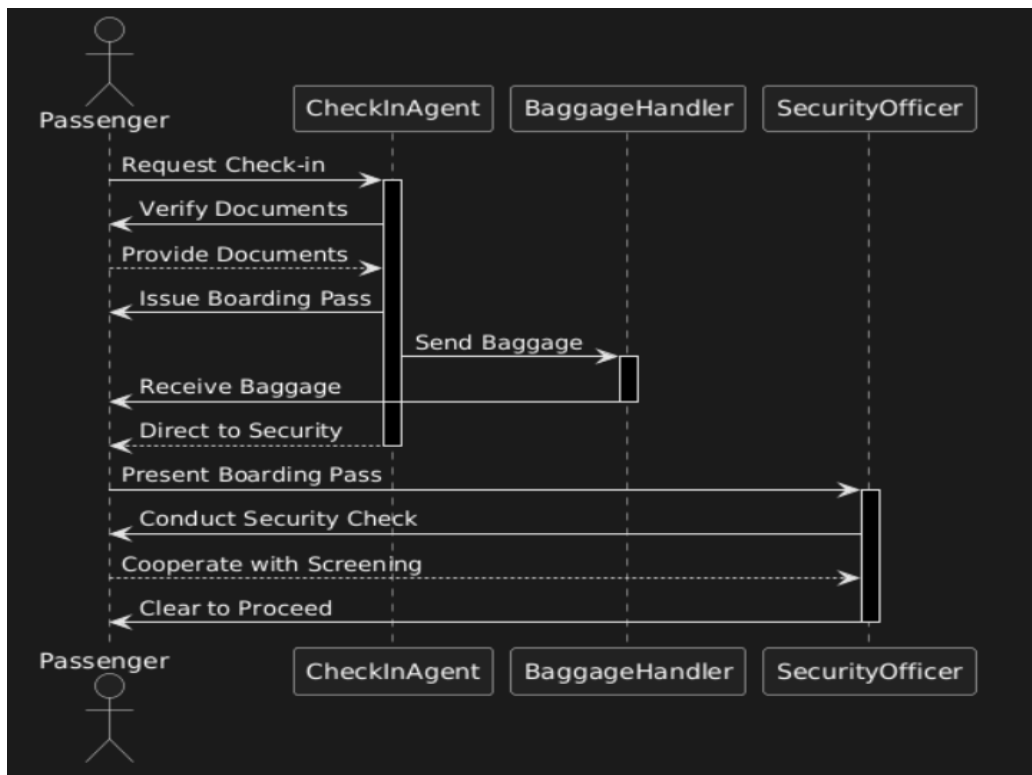 Passenger
CheckInAgent
BaggageHandler
SecurityOfficer
Request Check-in
Verify Documents
Provide Documents
Issue Boarding Pass
Send Baggage
Receive Baggage
Direct to Security
Present Boarding Pass
Conduct Security Check
Cooperate with Screening
Clear to Proceed
Passenger
CheckInAgent
BaggageHandler
SecurityOfficer